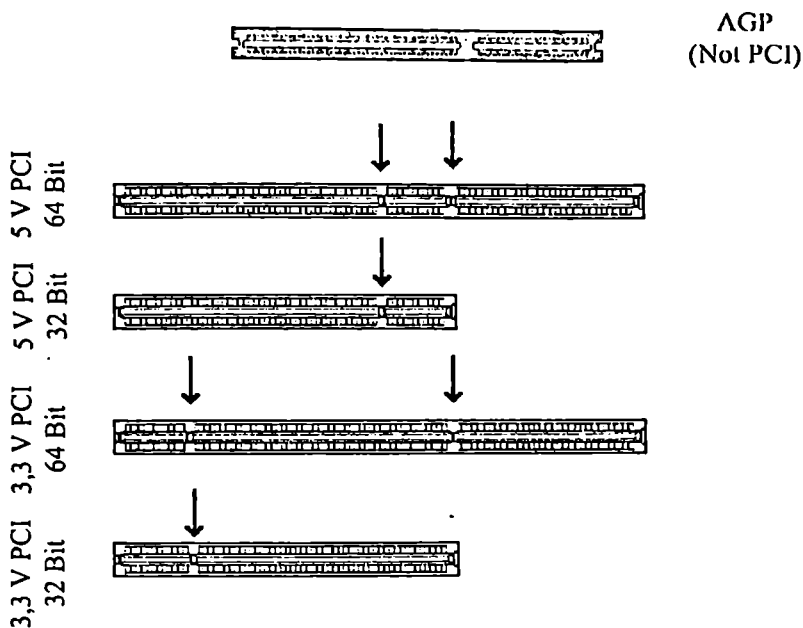 AGP
(Not PCI)
5 V PCI
64 Bit
5 V PCI
32 Bit
3,3 V PCI
64 Bit
3,3 V PCI
32 Bit